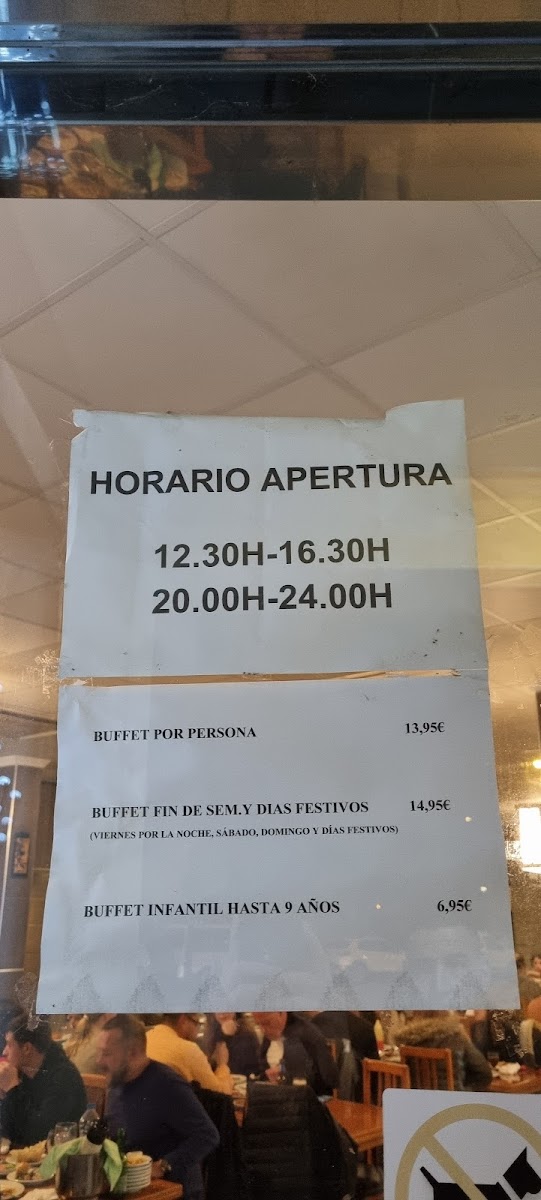 HORARIO APERTURA
12.30H-16.30H
20.00H-24.00H
BUFFET POR PERSONA 13,95€
BUFFET FIN DE SEM.Y DIAS FESTIVOS 14,95€
(VIERNES POR LA NOCHE, SÁBADO, DOMINGO Y DÍAS FESTIVOS)
BUFFET INFANTIL HASTA 9 AÑOS 6,95€